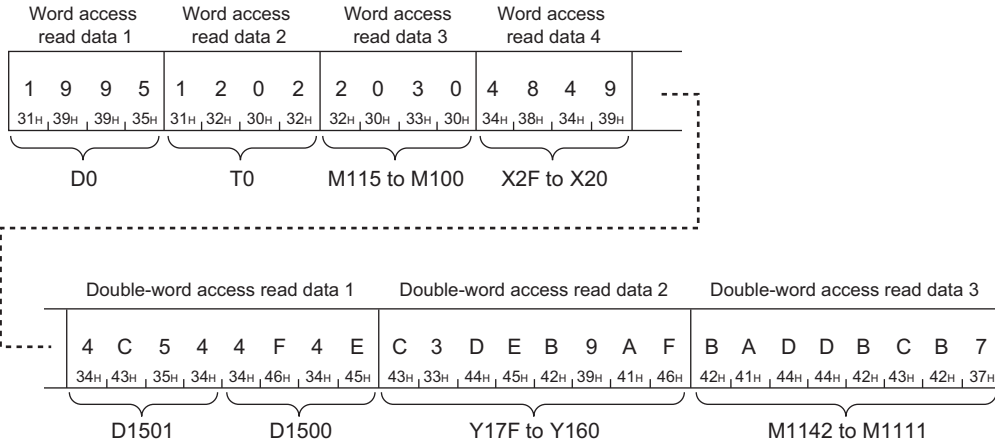 Word access Word access Word access Word access
read data 1 read data 2 read data 3 read data 4
1 9 9 5 1 2 0 2 2 0 3 0 4 8 4 9
31H 39H 39H 35H 31H 32H 30H 32H 32H 30H 33H 30H 34H 38H 34H 39H
D0 T0 M115 to M100 X2F to X20
Double-word access read data 1 Double-word access read data 2 Double-word access read data 3
4 C 5 4 4 F 4 E C 3 D E B 9 A F B A D D B C B 7
34H 43H 35H 34H 34H 46H 34H 45H 43H 33H 44H 45H 42H 39H 41H 46H 42H 41H 44H 44H 42H 43H 42H 37H
D1501 D1500 Y17F to Y160 M1142 to M1111